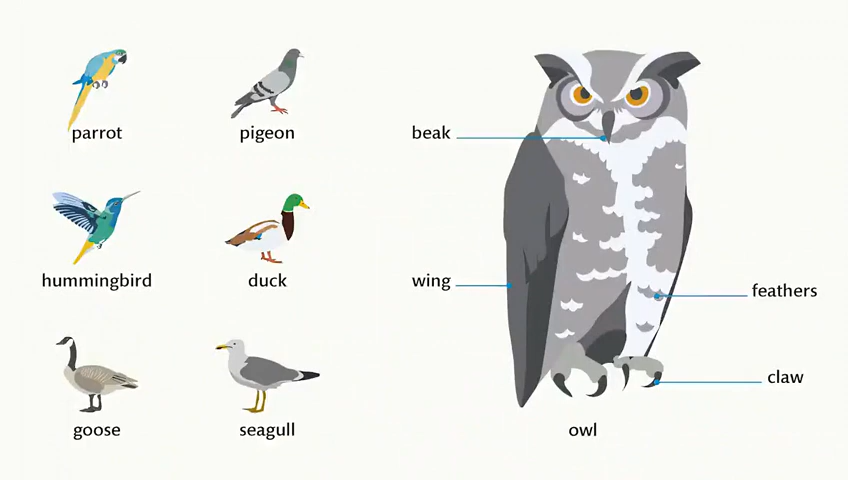 parrot
pigeon
hummingbird
duck
goose
seagull
beak
wing
feathers
claw
owl